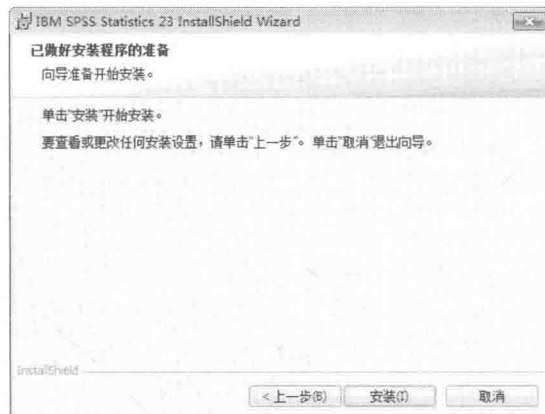 IBM SPSS Statistics 23 InstallShield Wizard
已做好安装程序的准备
向导准备开始安装。
单击"安装"开始安装。
要查看或更改任何安装设置，请单击"上一步"。单击"取消"退出向导。
InstallShield
< 上一步(B)
安装(I)
取消